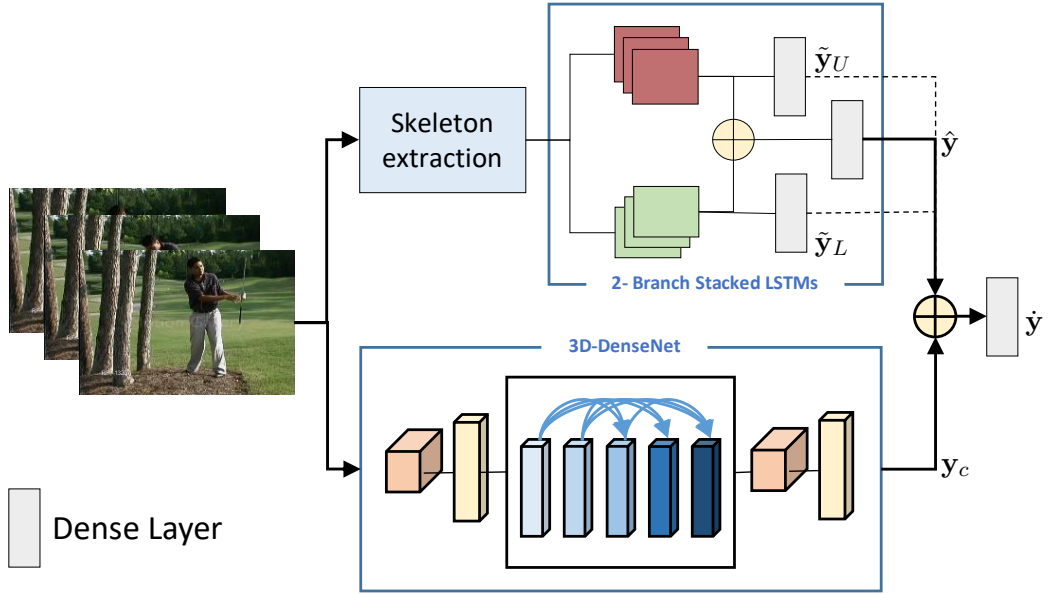 Skeleton
extraction
ỹ_U
ŷ
ỹ_L
2- Branch Stacked LSTMs
ẏ
3D-DenseNet
y_c
Dense Layer